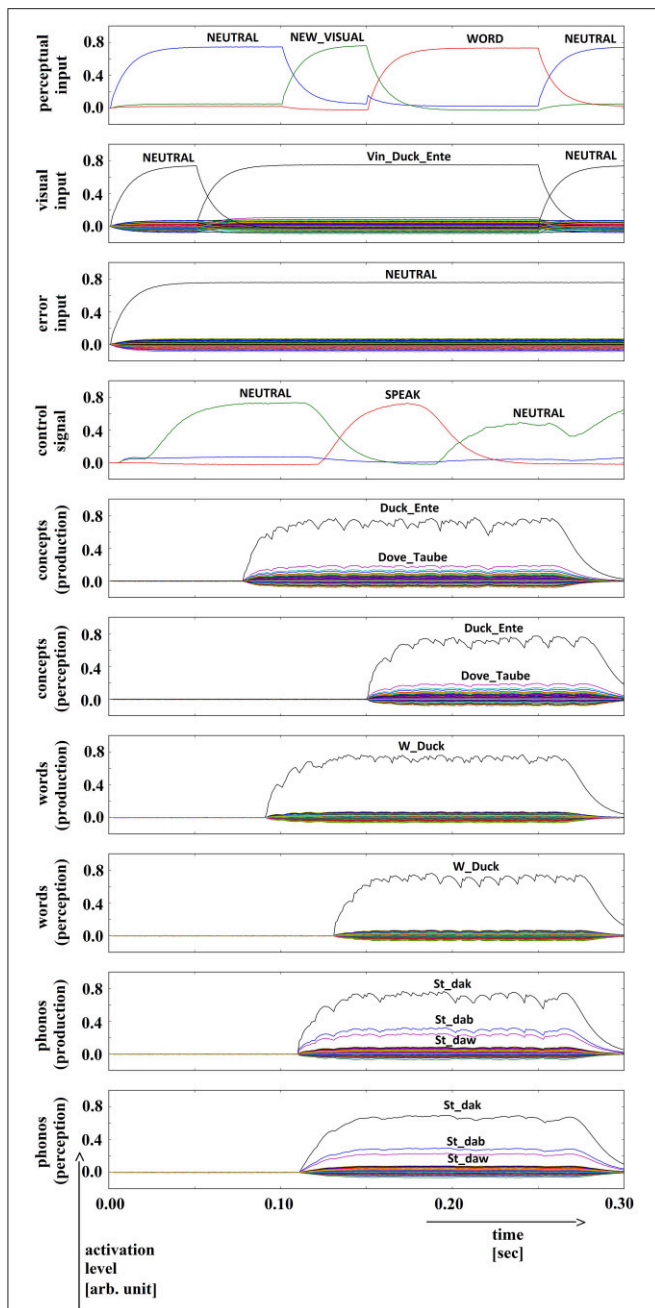 perceptual
input
0.8
0.4
0.0
NEUTRAL
NEW_VISUAL
WORD
NEUTRAL
visual
input
0.8
0.4
0.0
NEUTRAL
Vin_Duck_Ente
NEUTRAL
error
input
0.8
0.4
0.0
NEUTRAL
control
signal
0.8
0.4
0.0
NEUTRAL
SPEAK
NEUTRAL
concepts
(production)
0.8
0.4
0.0
Duck_Ente
Dove_Taube
concepts
(perception)
0.8
0.4
0.0
Duck_Ente
Dove_Taube
words
(production)
0.8
0.4
0.0
W_Duck
words
(perception)
0.8
0.4
0.0
W_Duck
phonos
(production)
0.8
0.4
0.0
St_dak
St_dab
St_daw
phonos
(perception)
0.8
0.4
0.0
St_dak
St_dab
St_daw
0.00 0.10 0.20 0.30
time
[sec]
activation
level
[arb. unit]